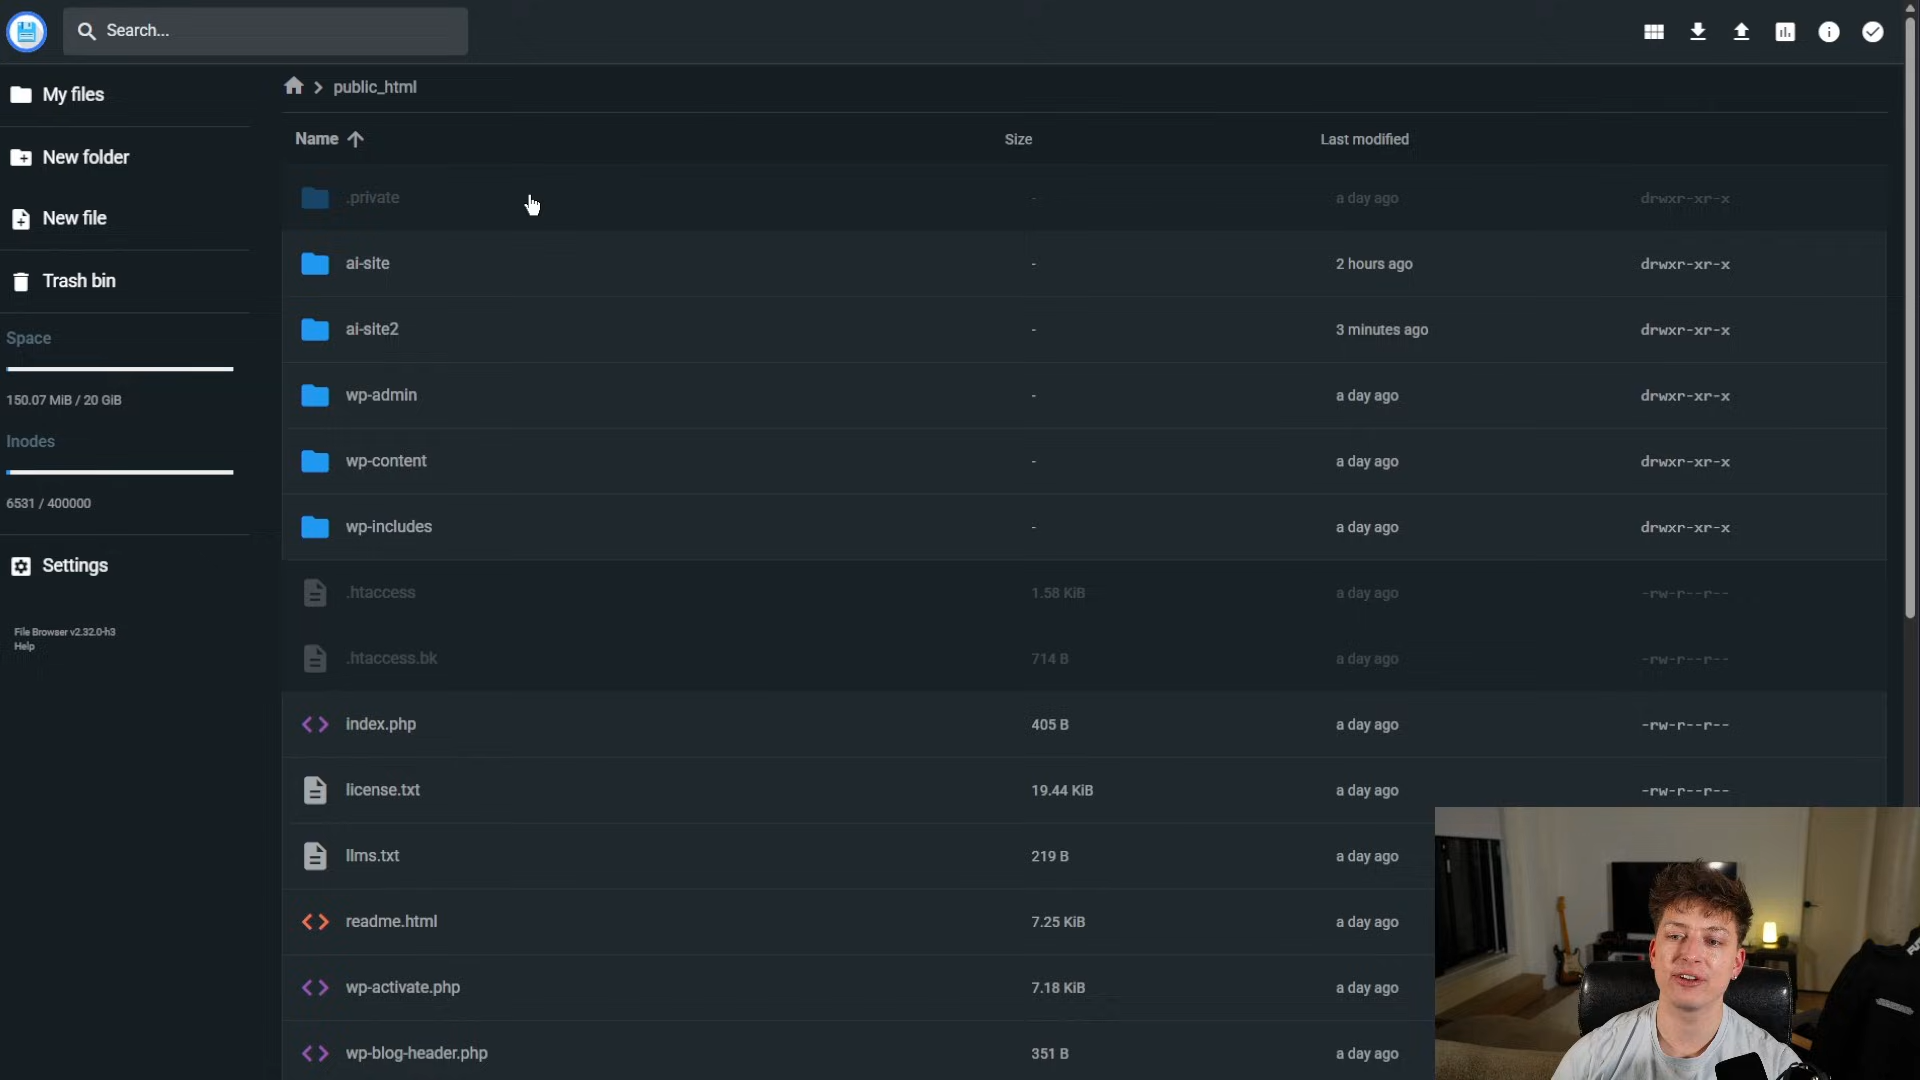 Search...
My files
New folder
New file
Trash bin
Space
150.07 MiB / 20 GiB
Inodes
6531 / 400000
Settings
File Browser v2.32.0-h3
Help
public_html
Name Size Last modified
.private - a day ago drwxr-xr-x
ai-site - 2 hours ago drwxr-xr-x
ai-site2 - 3 minutes ago drwxr-xr-x
wp-admin - a day ago drwxr-xr-x
wp-content - a day ago drwxr-xr-x
wp-includes - a day ago drwxr-xr-x
.htaccess 1.58 KiB a day ago -rw-r--r--
.htaccess.bk 714 B a day ago -rw-r--r--
index.php 405 B a day ago -rw-r--r--
license.txt 19.44 KiB a day ago -rw-r--r--
llms.txt 219 B a day ago
readme.html 7.25 KiB a day ago
wp-activate.php 7.18 KiB a day ago
wp-blog-header.php 351 B a day ago